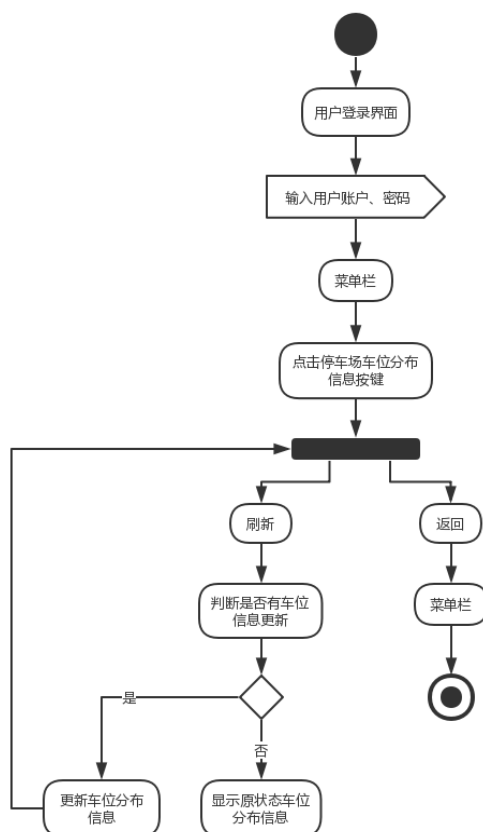 用户登录界面
输入用户账户、密码
菜单栏
点击停车场车位分布
信息按键
刷新
返回
判断是否有车位
信息更新
菜单栏
是
否
更新车位分布
信息
显示原状态车位
分布信息